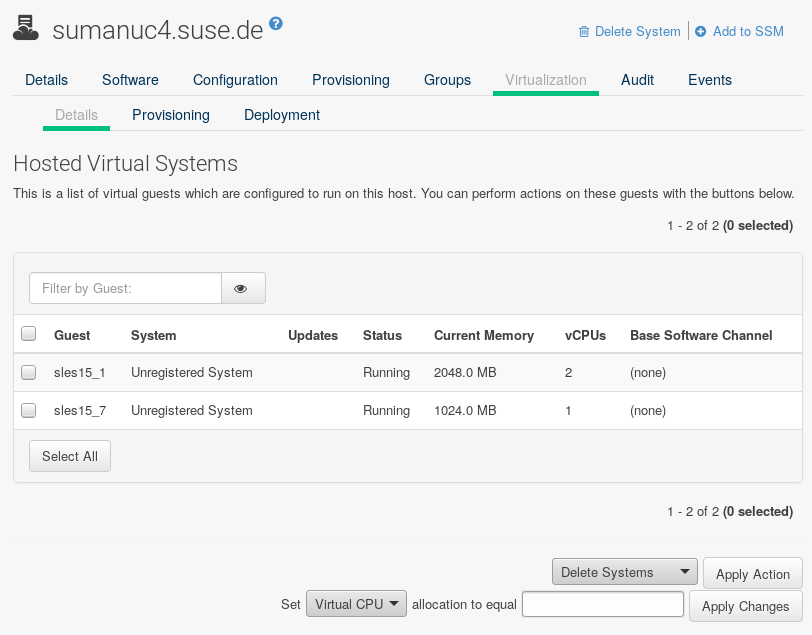 sumanuc4.suse.de ?
Delete System | Add to SSM
Details Software Configuration Provisioning Groups Virtualization Audit Events
Details Provisioning Deployment
Hosted Virtual Systems
This is a list of virtual guests which are configured to run on this host. You can perform actions on these guests with the buttons below.
1 - 2 of 2 (0 selected)
Filter by Guest:
Guest System Updates Status Current Memory vCPUs Base Software Channel
sles15_1 Unregistered System Running 2048.0 MB 2 (none)
sles15_7 Unregistered System Running 1024.0 MB 1 (none)
Select All
1 - 2 of 2 (0 selected)
Delete Systems Apply Action
Set Virtual CPU allocation to equal Apply Changes